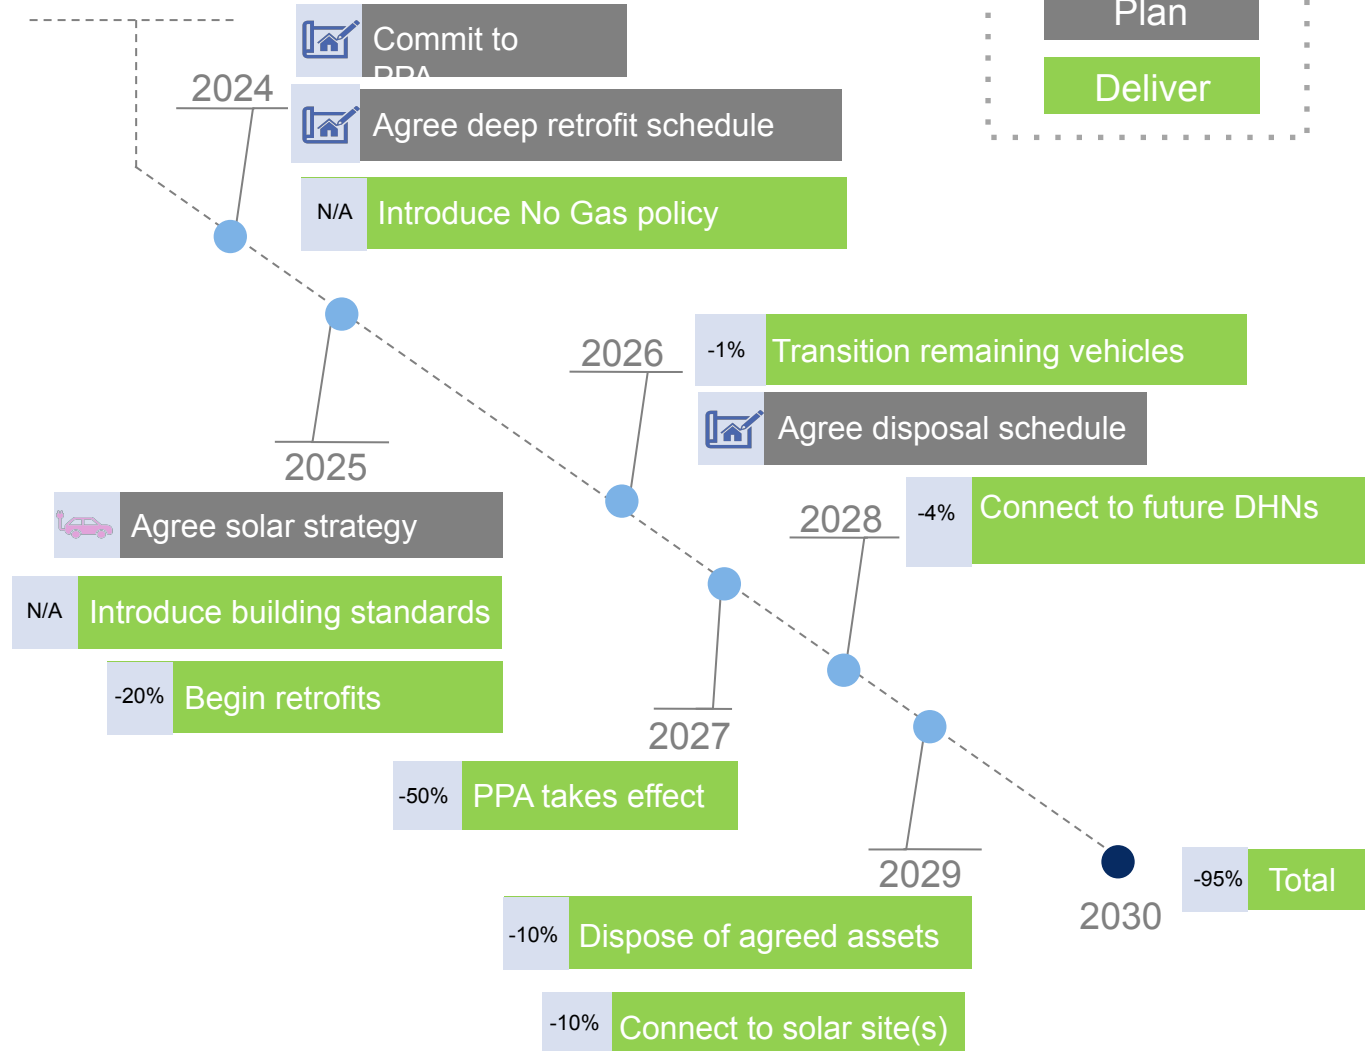 Plan
Deliver
2024
Commit to
PPA
Agree deep retrofit schedule
N/A Introduce No Gas policy
2025
Agree solar strategy
N/A Introduce building standards
-20% Begin retrofits
2026
-1% Transition remaining vehicles
Agree disposal schedule
2027
-50% PPA takes effect
2028
-4% Connect to future DHNs
2029
-10% Dispose of agreed assets
-10% Connect to solar site(s)
2030
-95% Total